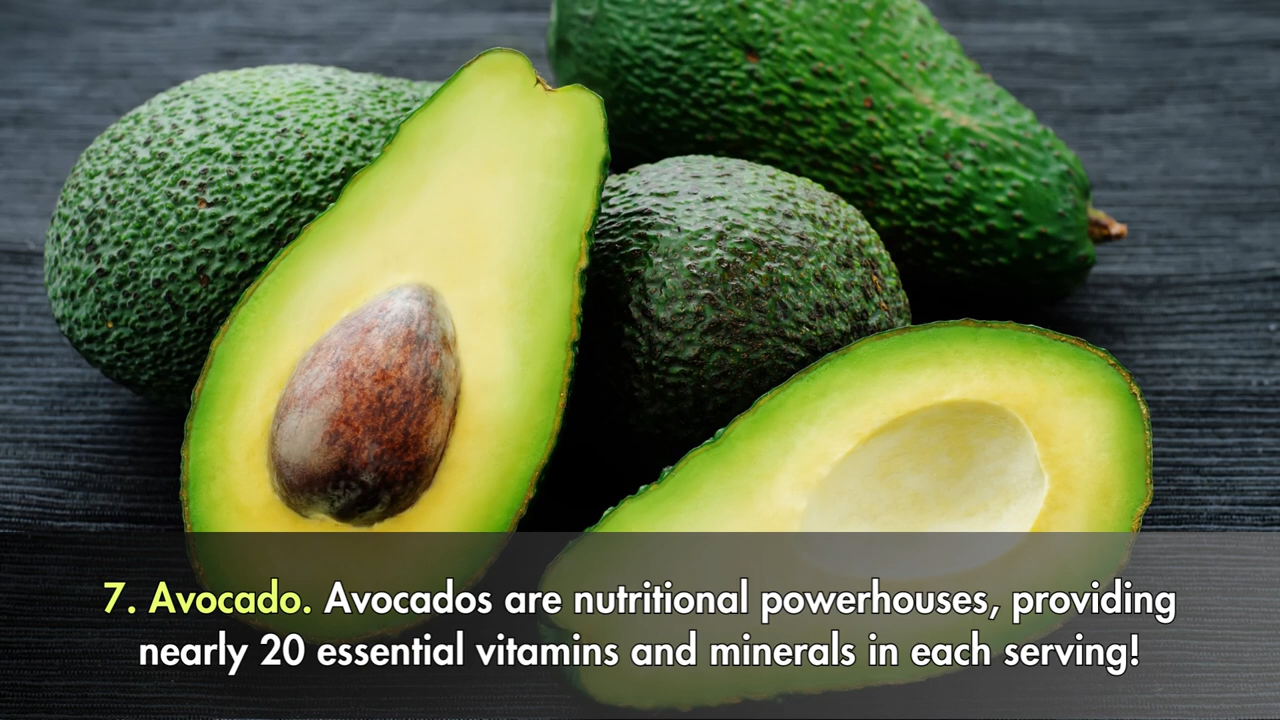 7. Avocado. Avocados are nutritional powerhouses, providing
nearly 20 essential vitamins and minerals in each serving!